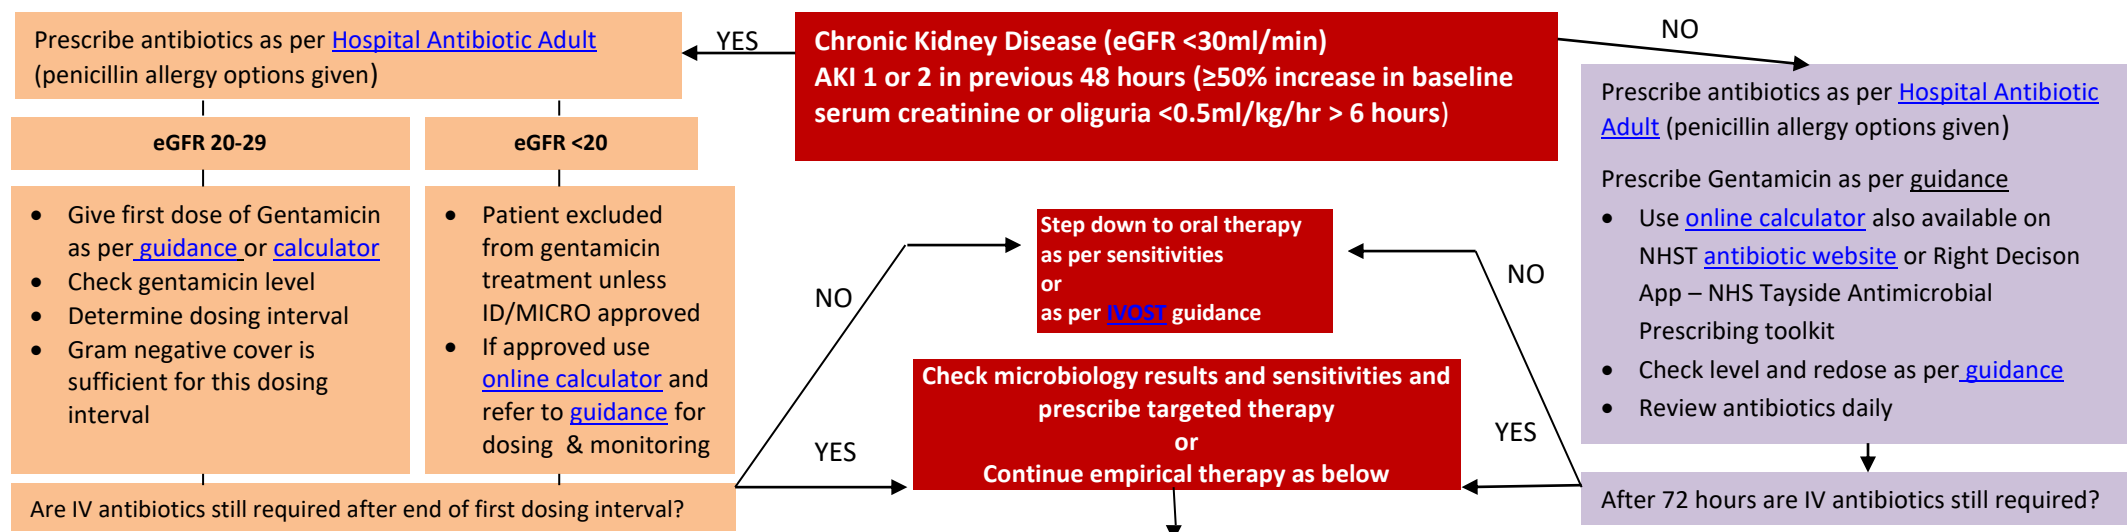 Prescribe antibiotics as per Hospital Antibiotic Adult
(penicillin allergy options given)
YES
Chronic Kidney Disease (eGFR <30ml/min)
AKI 1 or 2 in previous 48 hours (≥50% increase in baseline
serum creatinine or oliguria <0.5ml/kg/hr > 6 hours)
NO
eGFR 20-29
eGFR <20
• Give first dose of Gentamicin
as per guidance or calculator
• Check gentamicin level
• Determine dosing interval
• Gram negative cover is
sufficient for this dosing
interval
• Patient excluded
from gentamicin
treatment unless
ID/MICRO approved
• If approved use
online calculator and
refer to guidance for
dosing & monitoring
Are IV antibiotics still required after end of first dosing interval?
NO
YES
Step down to oral therapy
as per sensitivities
or
as per IVOST guidance
Check microbiology results and sensitivities and
prescribe targeted therapy
or
Continue empirical therapy as below
NO
YES
Prescribe antibiotics as per Hospital Antibiotic
Adult (penicillin allergy options given)
Prescribe Gentamicin as per guidance
• Use online calculator also available on
NHST antibiotic website or Right Decison
App – NHS Tayside Antimicrobial
Prescribing toolkit
• Check level and redose as per guidance
• Review antibiotics daily
After 72 hours are IV antibiotics still required?